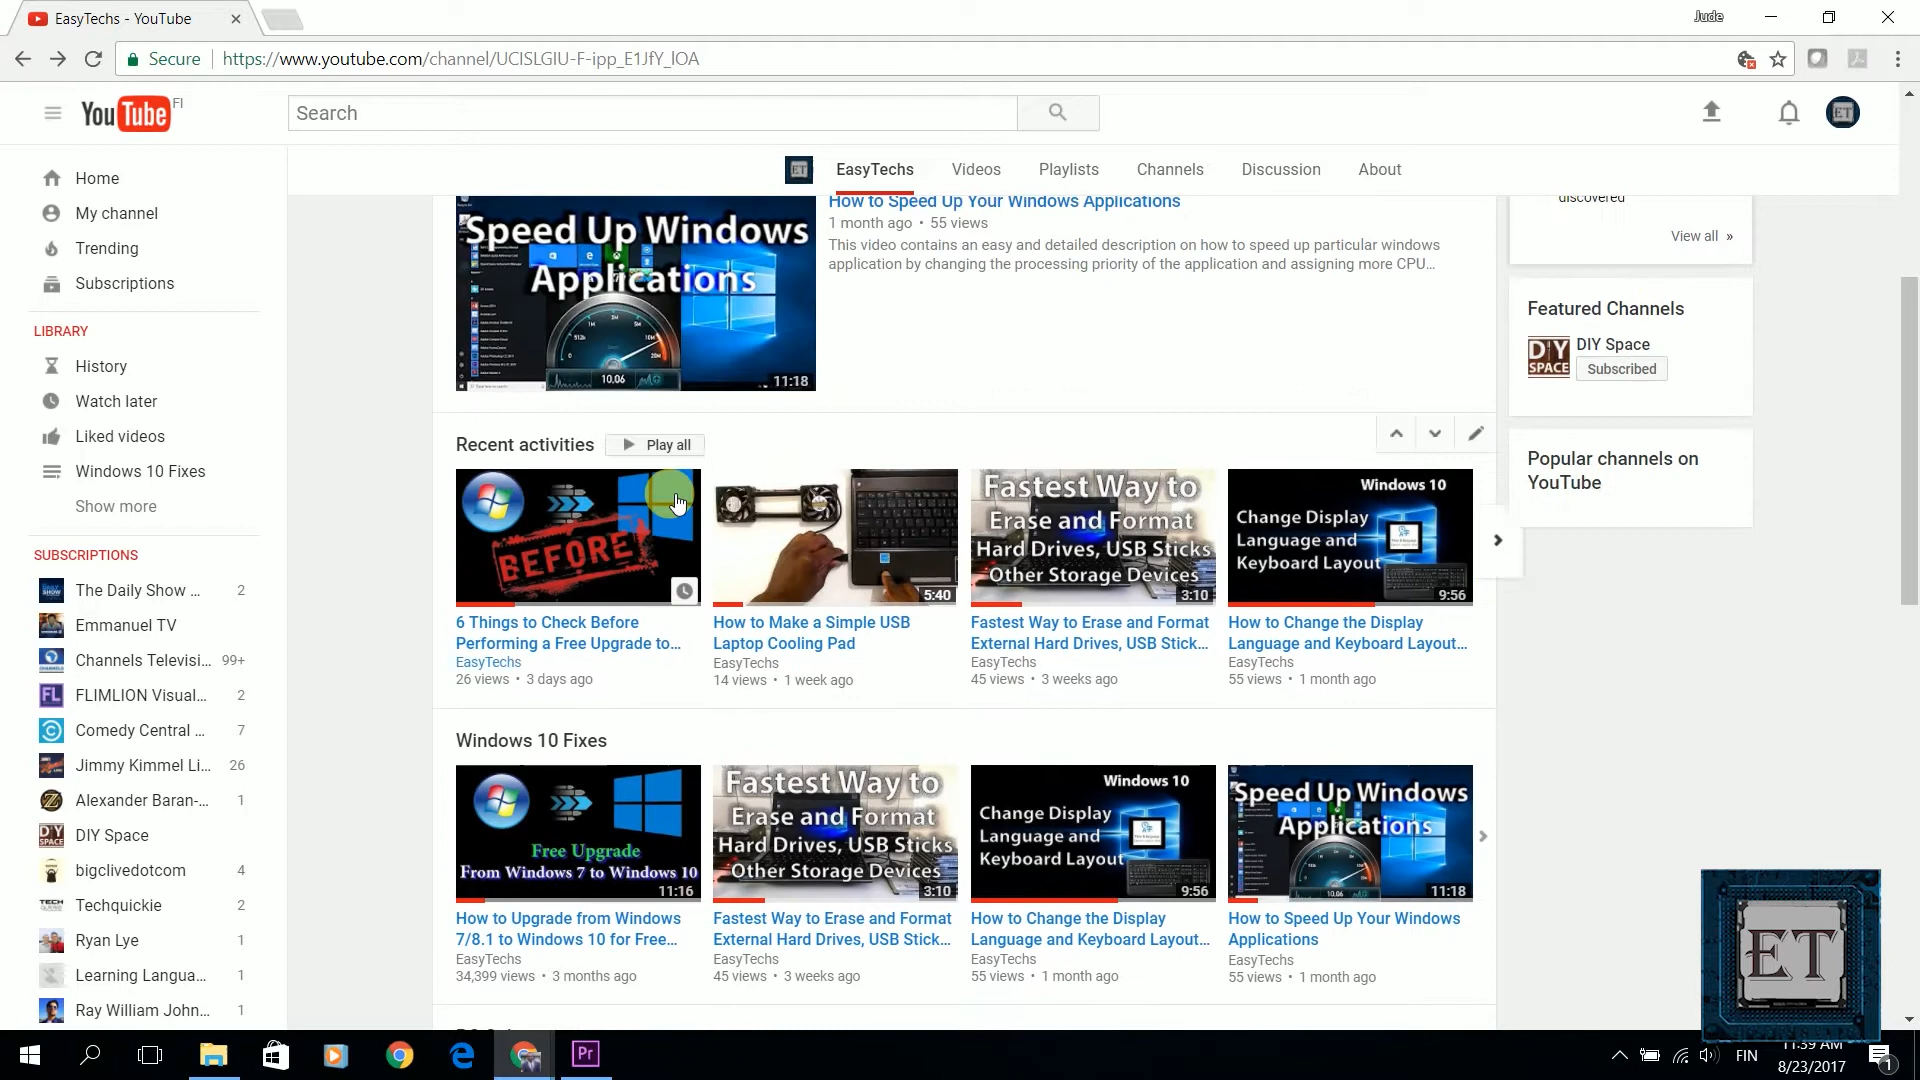 EasyTechs - YouTube
Jude
Secure
https://www.youtube.com/channel/UCISLGIU-F-ipp_E1JfY_lOA
YouTube FI
Search
ET
EasyTechs
Videos
Playlists
Channels
Discussion
About
Home
My channel
Trending
Subscriptions
LIBRARY
History
Watch later
Liked videos
Windows 10 Fixes
Show more
SUBSCRIPTIONS
The Daily Show ... 2
Emmanuel TV
Channels Televisi... 99+
FLIMLION Visual... 2
Comedy Central ... 7
Jimmy Kimmel Li... 26
Alexander Baran-... 1
DIY Space
bigclivedotcom 4
Techquickie 2
Ryan Lye 1
Learning Langua... 1
Ray William John... 1
Speed Up Windows
Applications
10.06
11:18
How to Speed Up Your Windows Applications
1 month ago • 55 views
This video contains an easy and detailed description on how to speed up particular windows
application by changing the processing priority of the application and assigning more CPU...
discovered
View all »
Featured Channels
DIY
SPACE
DIY Space
Subscribed
Popular channels on
YouTube
Recent activities
Play all
BEFORE
6 Things to Check Before
Performing a Free Upgrade to...
EasyTechs
26 views • 3 days ago
5:40
How to Make a Simple USB
Laptop Cooling Pad
EasyTechs
14 views • 1 week ago
Fastest Way to
Erase and Format
Hard Drives, USB Sticks
Other Storage Devices
3:10
Fastest Way to Erase and Format
External Hard Drives, USB Stick...
EasyTechs
45 views • 3 weeks ago
Windows 10
Change Display
Language and
Keyboard Layout
9:56
How to Change the Display
Language and Keyboard Layout...
EasyTechs
55 views • 1 month ago
Windows 10 Fixes
Free Upgrade
From Windows 7 to Windows 10
11:16
How to Upgrade from Windows
7/8.1 to Windows 10 for Free...
EasyTechs
34,399 views • 3 months ago
Fastest Way to
Erase and Format
Hard Drives, USB Sticks
Other Storage Devices
3:10
Fastest Way to Erase and Format
External Hard Drives, USB Stick...
EasyTechs
45 views • 3 weeks ago
Windows 10
Change Display
Language and
Keyboard Layout
9:56
How to Change the Display
Language and Keyboard Layout...
EasyTechs
55 views • 1 month ago
Speed Up Windows
Applications
10.06
11:18
How to Speed Up Your Windows
Applications
EasyTechs
55 views • 1 month ago
ET
Pr
FIN
11:39 AM
8/23/2017
1